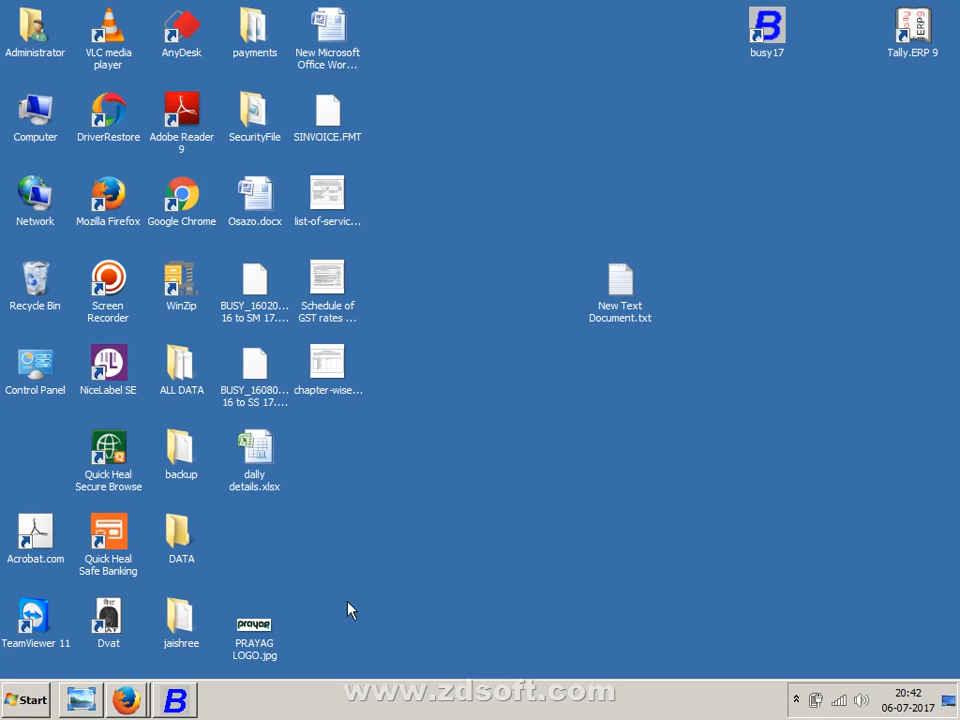 Administrator
VLC media
player
AnyDesk
payments
New Microsoft
Office Wor...
B
busy17
Tally.ERP 9
Computer
DriverRestore
Adobe Reader
9
SecurityFile
SINVOICE.FMT
Network
Mozilla Firefox
Google Chrome
Osazo.docx
list-of-servic...
Recycle Bin
Screen
Recorder
WinZip
BUSY_16020...
16 to SM 17....
Schedule of
GST rates ...
New Text
Document.txt
Control Panel
NiceLabel SE
ALL DATA
BUSY_16080...
16 to SS 17....
chapter-wise...
Quick Heal
Secure Browse
backup
dally
details.xlsx
Acrobat.com
Quick Heal
Safe Banking
DATA
TeamViewer 11
Dvat
jaishree
prayag
PRAYAG
LOGO.jpg
Start
B
www.zdsoft.com
20:42
06-07-2017